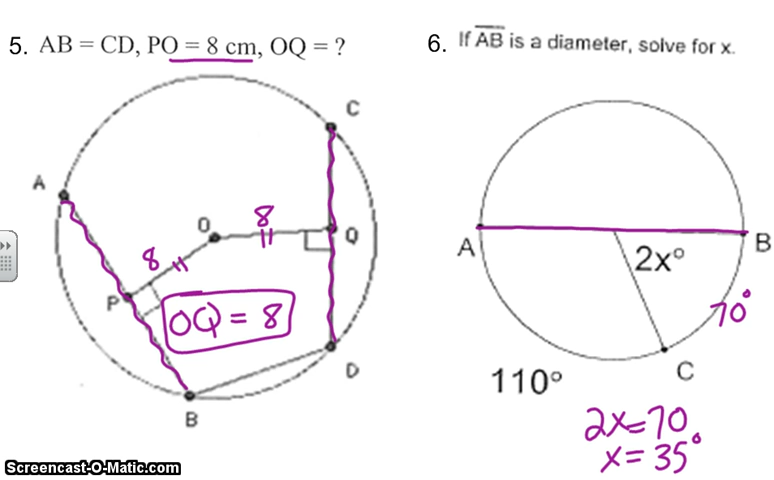 5. AB = CD, PO = 8 cm, OQ = ?
C
A
O
8
Q
8
P
OQ = 8
D
B
6. If AB is a diameter, solve for x.
A
B
2x°
70°
C
110°
2x=70
x=35°
Screencast-O-Matic.com